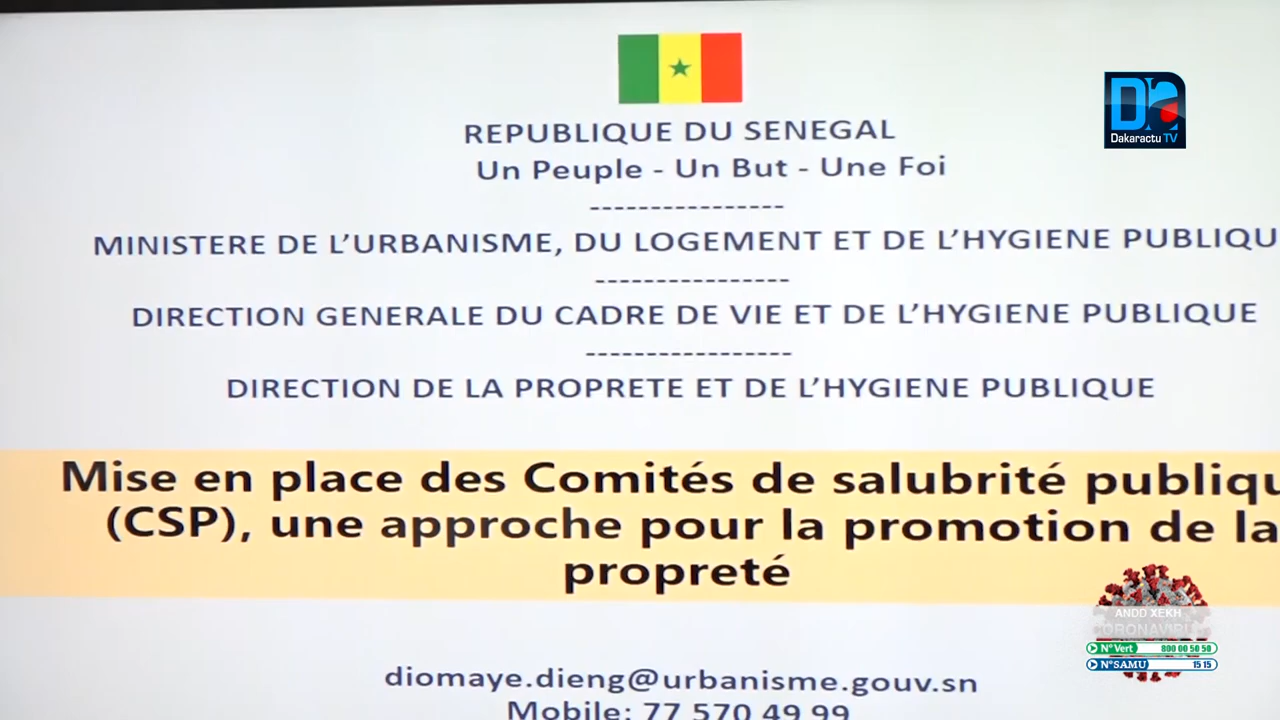 REPUBLIQUE DU SENEGAL
Un Peuple - Un But - Une Foi
----------------
MINISTERE DE L'URBANISME, DU LOGEMENT ET DE L'HYGIENE PUBLIQU
----------------
DIRECTION GENERALE DU CADRE DE VIE ET DE L'HYGIENE PUBLIQUE
-----------------
DIRECTION DE LA PROPRETE ET DE L'HYGIENE PUBLIQUE
Mise en place des Comités de salubrité publiqu
(CSP), une approche pour la promotion de la
propreté
diomaye.dieng@urbanisme.gouv.sn
Mobile: 77 570 49 99
Dakaractu TV
ANDD XEKH
ORONAVIRU
N°Vert 800 00 50 50
N°SAMU 15 15